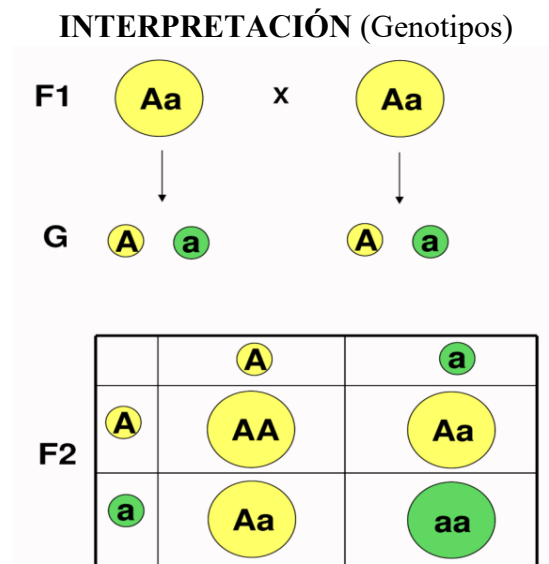 INTERPRETACIÓN (Genotipos)
F1 Aa x Aa
G A a A a
A a
A AA Aa
F2
a Aa aa